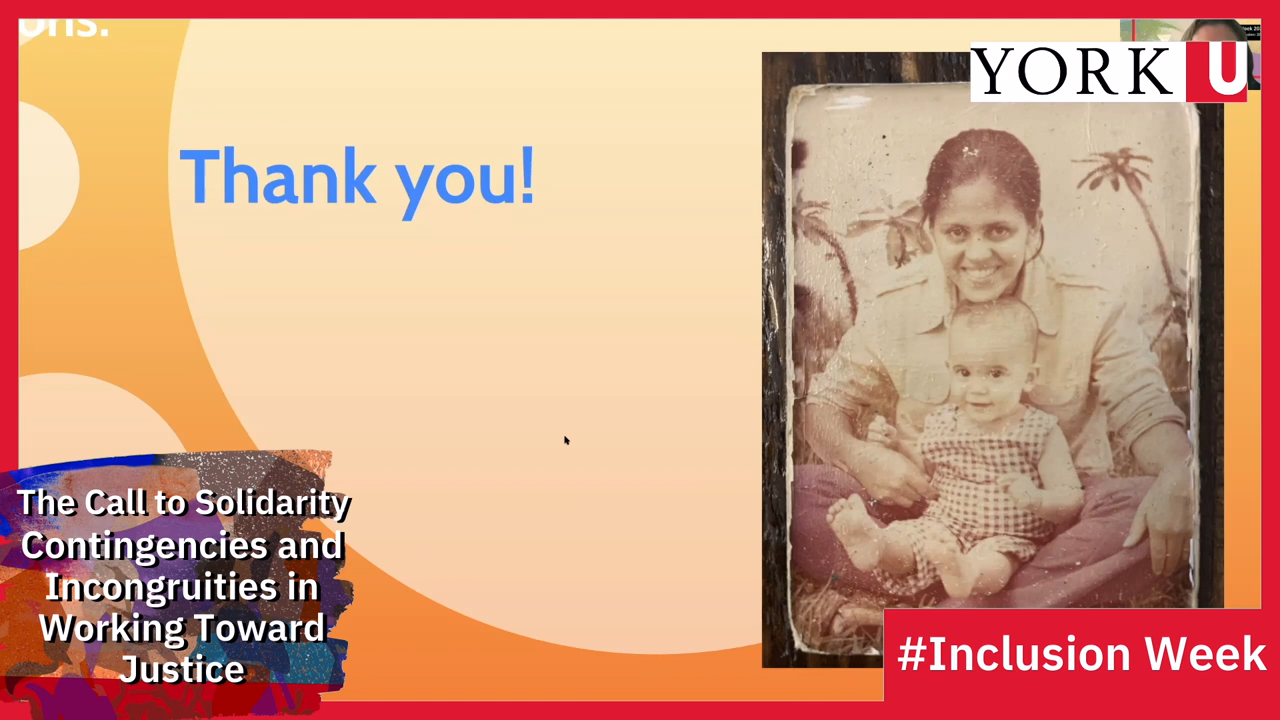 YORK U
Thank you!
The Call to Solidarity
Contingencies and
Incongruities in
Working Toward
Justice
#Inclusion Week